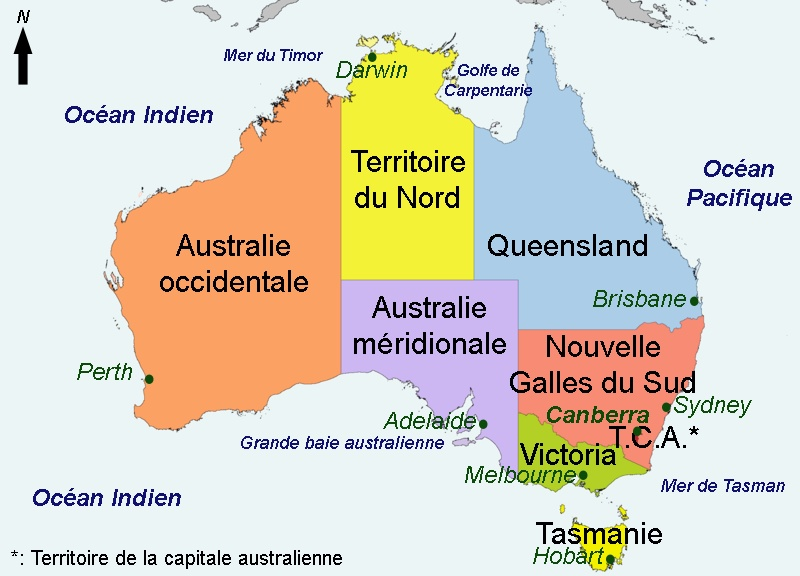 N
Mer du Timor
Darwin
Golfe de
Carpentarie
Océan Indien
Territoire
du Nord
Océan
Pacifique
Australie
occidentale
Queensland
Brisbane
Australie
méridionale
Nouvelle
Galles du Sud
Perth
Sydney
Canberra
Adelaide
T.C.A.*
Grande baie australienne
Victoria
Melbourne
Mer de Tasman
Océan Indien
Tasmanie
Hobart
*: Territoire de la capitale australienne